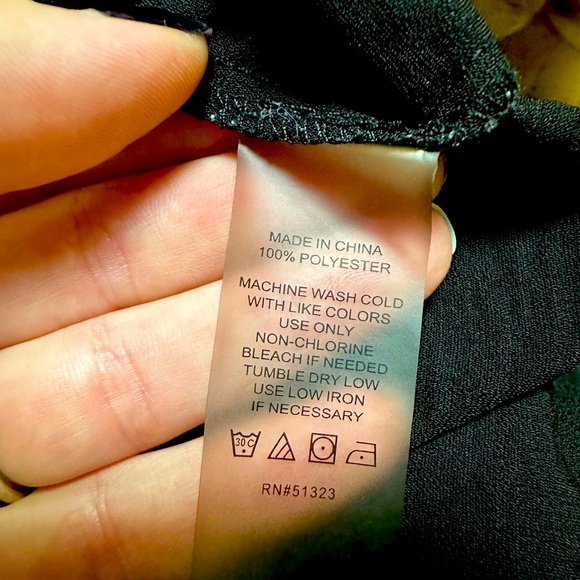 MADE IN CHINA
100% POLYESTER
MACHINE WASH COLD
WITH LIKE COLORS
USE ONLY
NON-CHLORINE
BLEACH IF NEEDED
TUMBLE DRY LOW
USE LOW IRON
IF NECESSARY
30C
RN#51323